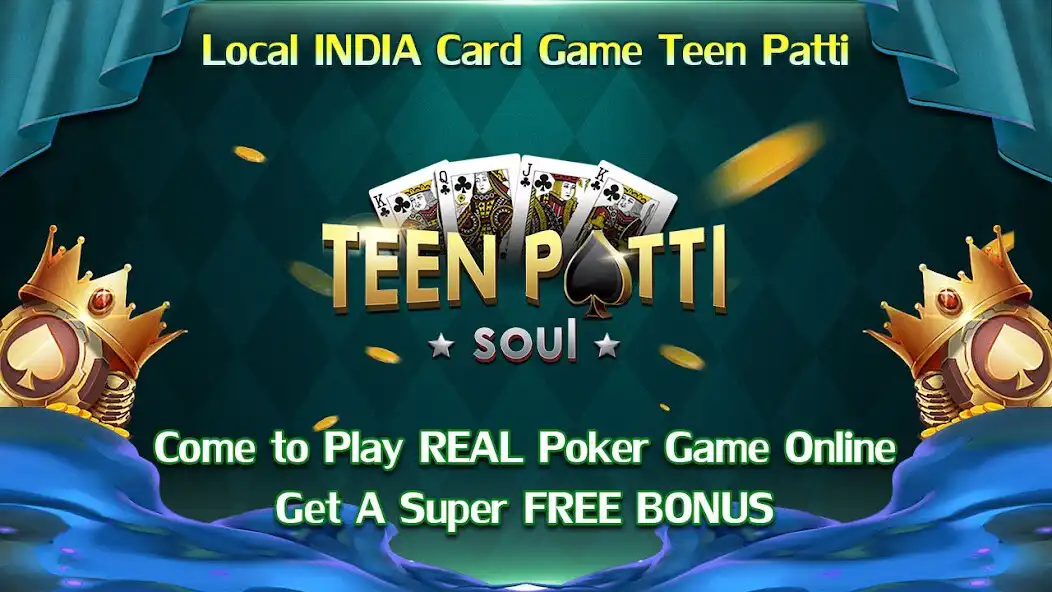 Local INDIA Card Game Teen Patti
K Q J K
TEEN PATTI
soul
Come to Play REAL Poker Game Online
Get A Super FREE BONUS